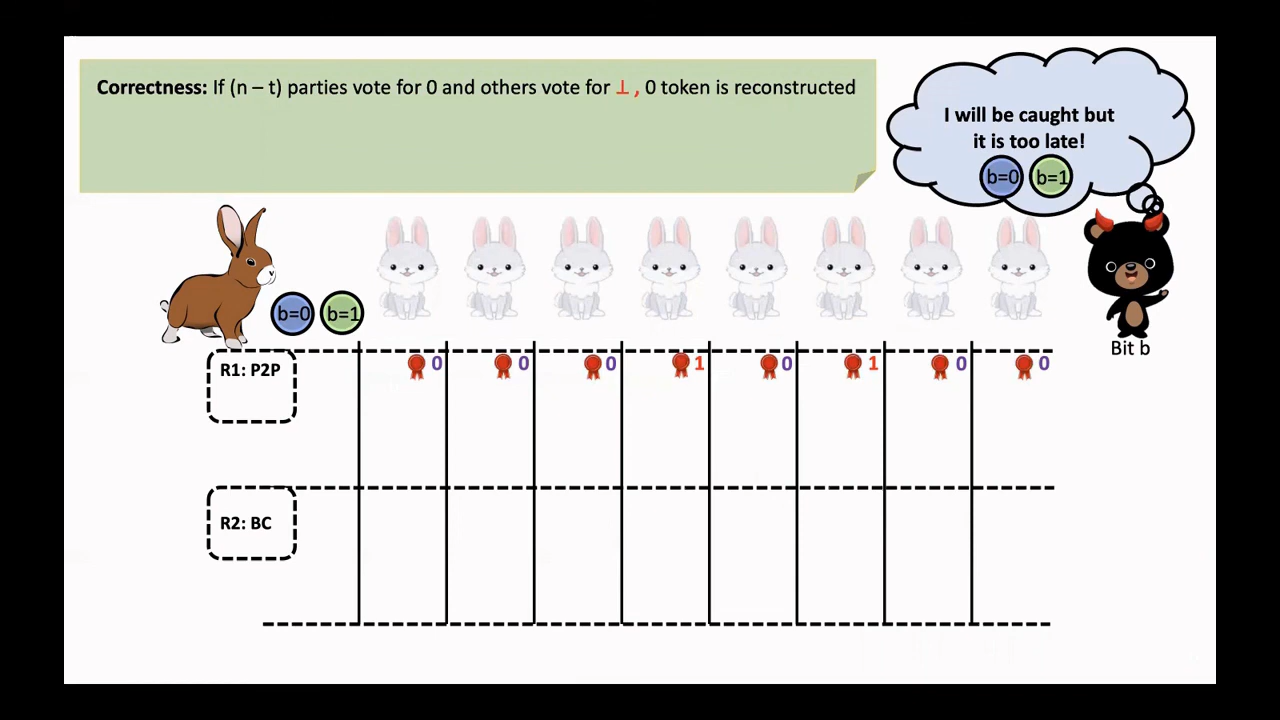 Correctness: If (n – t) parties vote for 0 and others vote for ⊥ , 0 token is reconstructed
I will be caught but
it is too late!
b=0 b=1
b=0 b=1
Bit b
R1: P2P
0 0 0 1 0 1 0 0
R2: BC